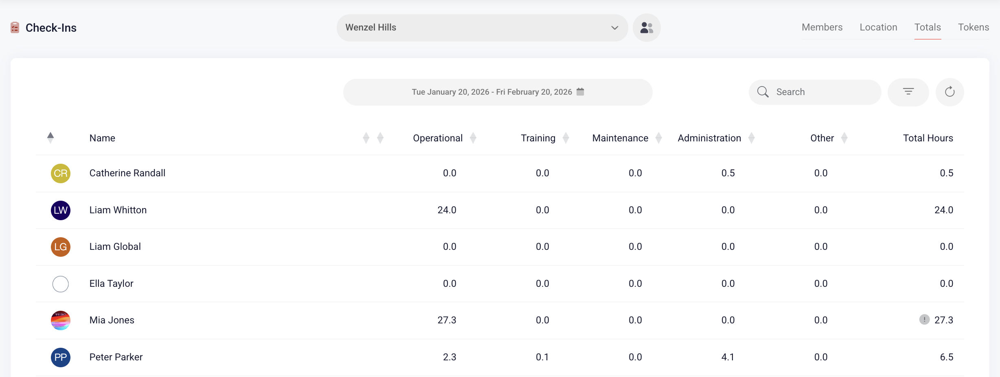 Check-Ins
Wenzel Hills
Members Location Totals Tokens
Tue January 20, 2026 - Fri February 20, 2026
Search
Name Operational Training Maintenance Administration Other Total Hours
CR Catherine Randall 0.0 0.0 0.0 0.5 0.0 0.5
LW Liam Whitton 24.0 0.0 0.0 0.0 0.0 24.0
LG Liam Global 0.0 0.0 0.0 0.0 0.0 0.0
Ella Taylor 0.0 0.0 0.0 0.0 0.0 0.0
11:30 Mia Jones 27.3 0.0 0.0 0.0 0.0 ! 27.3
PP Peter Parker 2.3 0.1 0.0 4.1 0.0 6.5